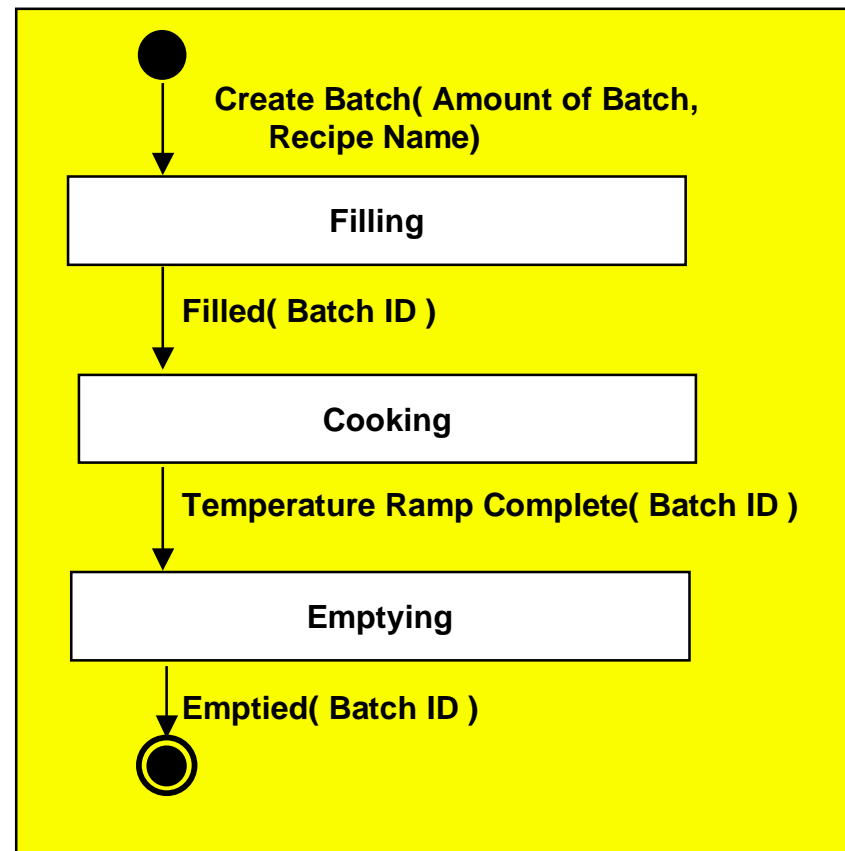 Create Batch( Amount of Batch,
Recipe Name)
Filling
Filled( Batch ID )
Cooking
Temperature Ramp Complete( Batch ID )
Emptying
Emptied( Batch ID )